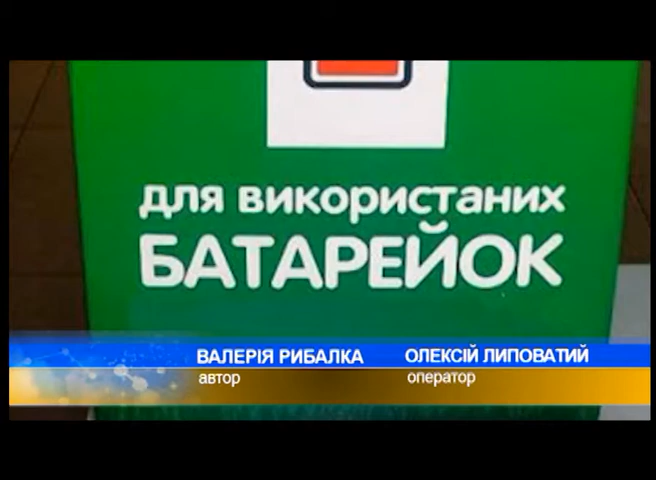 для використаних
БАТАРЕЙОК
ВАЛЕРІЯ РИБАЛКА ОЛЕКСІЙ ЛИПОВАТИЙ
автор оператор